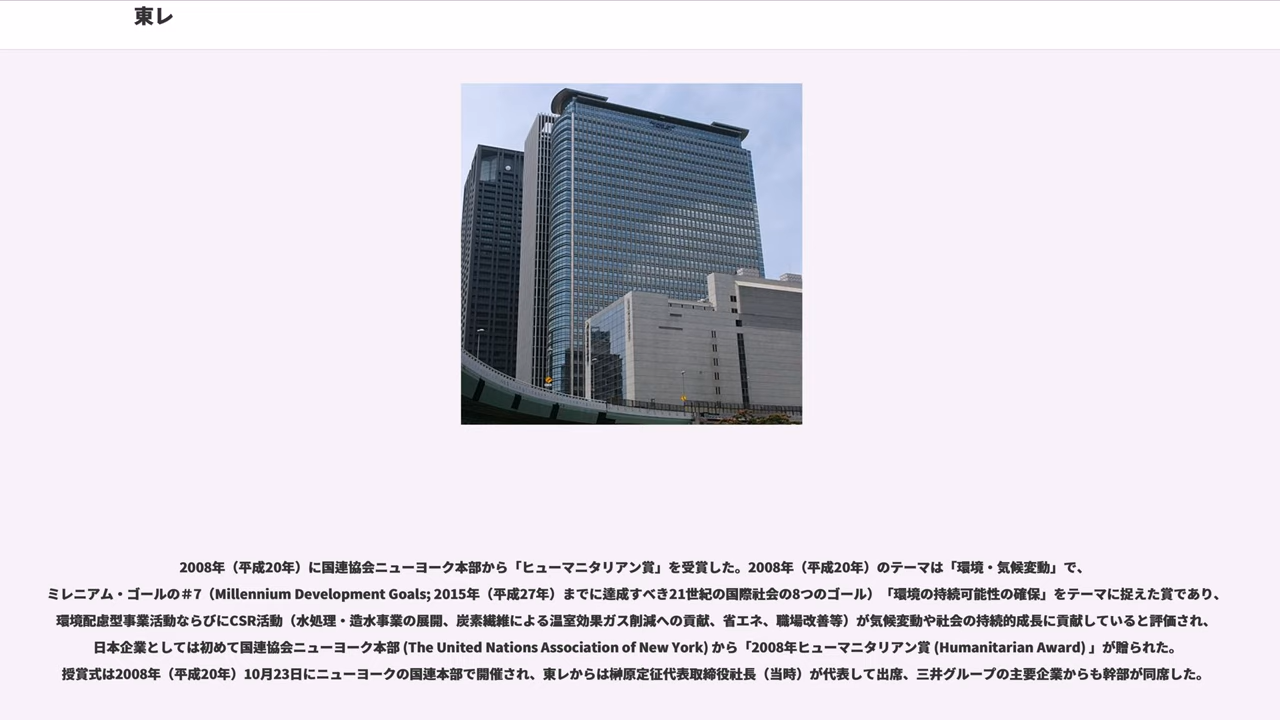 東レ
2008年（平成20年）に国連協会ニューヨーク本部から「ヒューマニタリアン賞」を受賞した。2008年（平成20年）のテーマは「環境・気候変動」で、
ミレニアム・ゴールの＃7（Millennium Development Goals; 2015年（平成27年）までに達成すべき21世紀の国際社会の8つのゴール）「環境の持続可能性の確保」をテーマに捉えた賞であり、
環境配慮型事業活動ならびにCSR活動（水処理・造水事業の展開、炭素繊維による温室効果ガス削減への貢献、省エネ、職場改善等）が気候変動や社会の持続的成長に貢献していると評価され、
日本企業としては初めて国連協会ニューヨーク本部 (The United Nations Association of New York) から「2008年ヒューマニタリアン賞 (Humanitarian Award) 」が贈られた。
授賞式は2008年（平成20年）10月23日にニューヨークの国連本部で開催され、東レからは榊原定征代表取締役社長（当時）が代表して出席、三井グループの主要企業からも幹部が同席した。